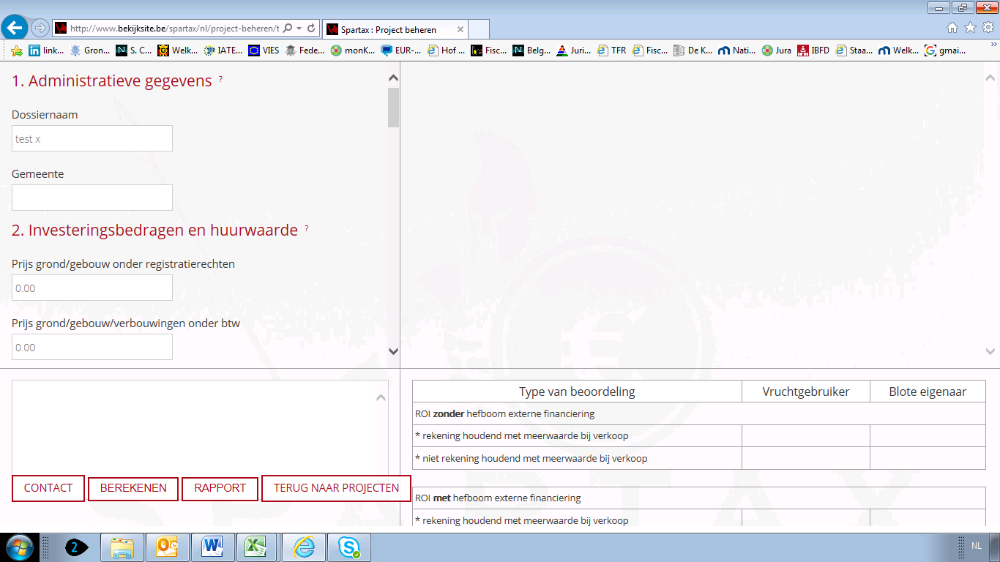 http://www.bekijksite.be/spartax/nl/project-beheren/t
Spartax : Project beheren
link...
Gron...
S. C...
Welk...
IATE...
VIES
Fede...
monK...
EUR-...
Hof ...
Fisc...
Belg...
Juri...
TFR
Fisc...
De K...
Nati...
Jura
IBFD
Staa...
Welk...
gmai...
1. Administratieve gegevens ?
Dossiernaam
test x
Gemeente
2. Investeringsbedragen en huurwaarde ?
Prijs grond/gebouw onder registratierechten
0.00
Prijs grond/gebouw/verbouwingen onder btw
0.00
CONTACT
BEREKENEN
RAPPORT
TERUG NAAR PROJECTEN
Type van beoordeling Vruchtgebruiker Blote eigenaar
ROI zonder hefboom externe financiering
* rekening houdend met meerwaarde bij verkoop
* niet rekening houdend met meerwaarde bij verkoop
ROI met hefboom externe financiering
* rekening houdend met meerwaarde bij verkoop
SPARTAX
2
NL